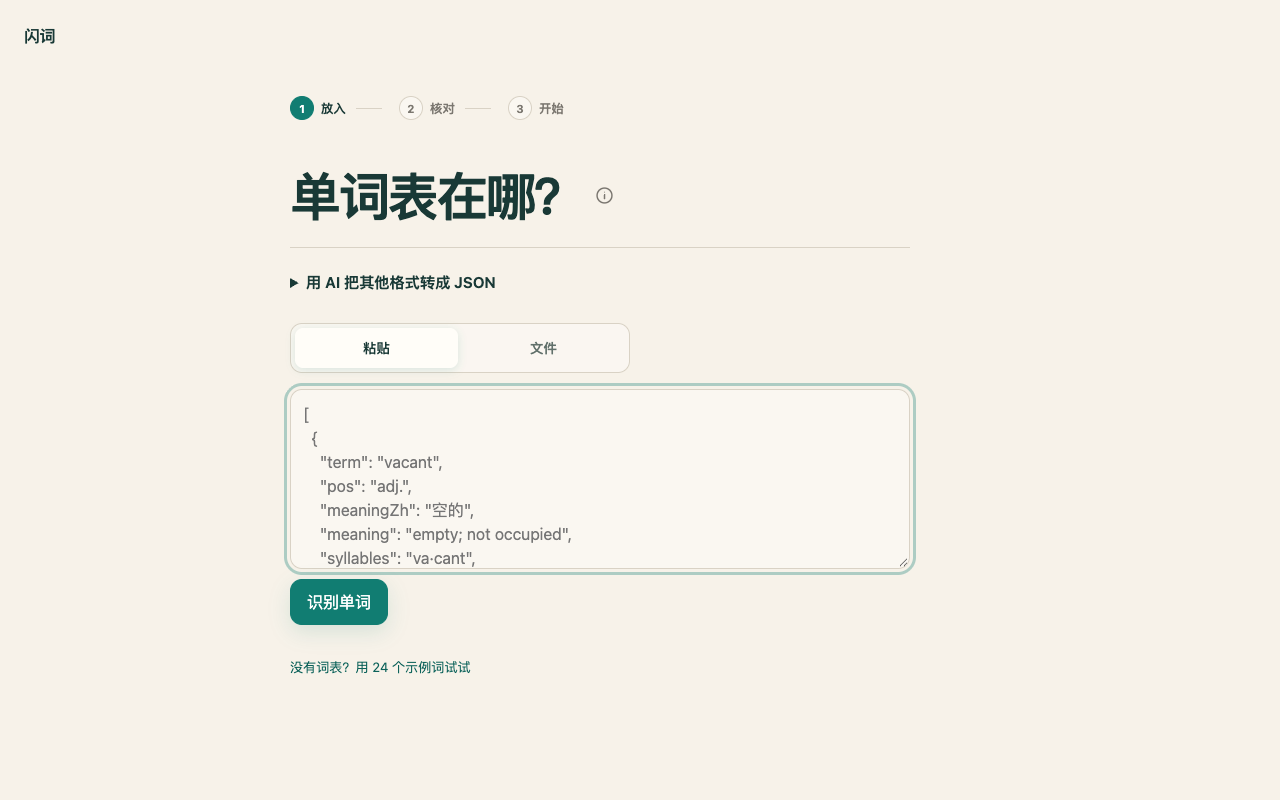 闪词
1 放入 2 核对 3 开始
单词表在哪?
用 AI 把其他格式转成 JSON
粘贴 文件
[
{
"term": "vacant",
"pos": "adj.",
"meaningZh": "空的",
"meaning": "empty; not occupied",
"syllables": "va·cant",
识别单词
没有词表？用 24 个示例词试试